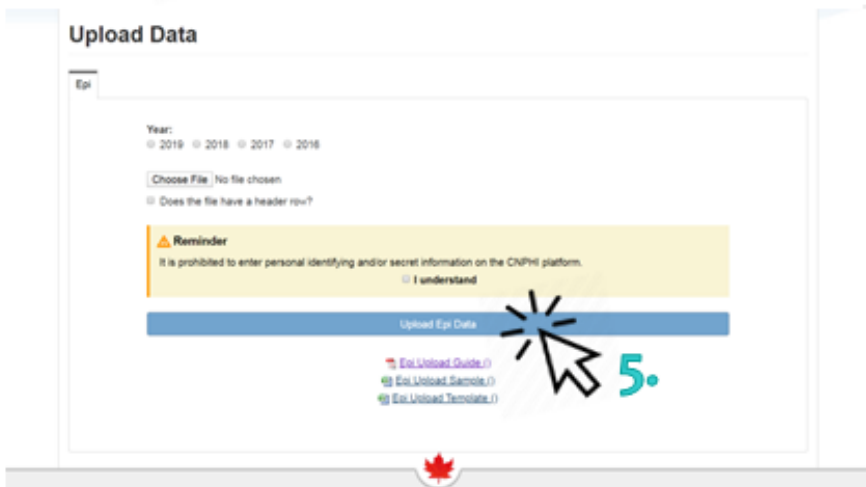 Upload Data
Epi
Year:
2019 2018 2017 2016
Choose File No file chosen
Does the file have a header row?
Reminder
It is prohibited to enter personal identifying and/or secret information on the CNPHI platform.
I understand
Upload Epi Data
Epi Upload Guide ()
Epi Upload Sample ()
Epi Upload Template ()
5.